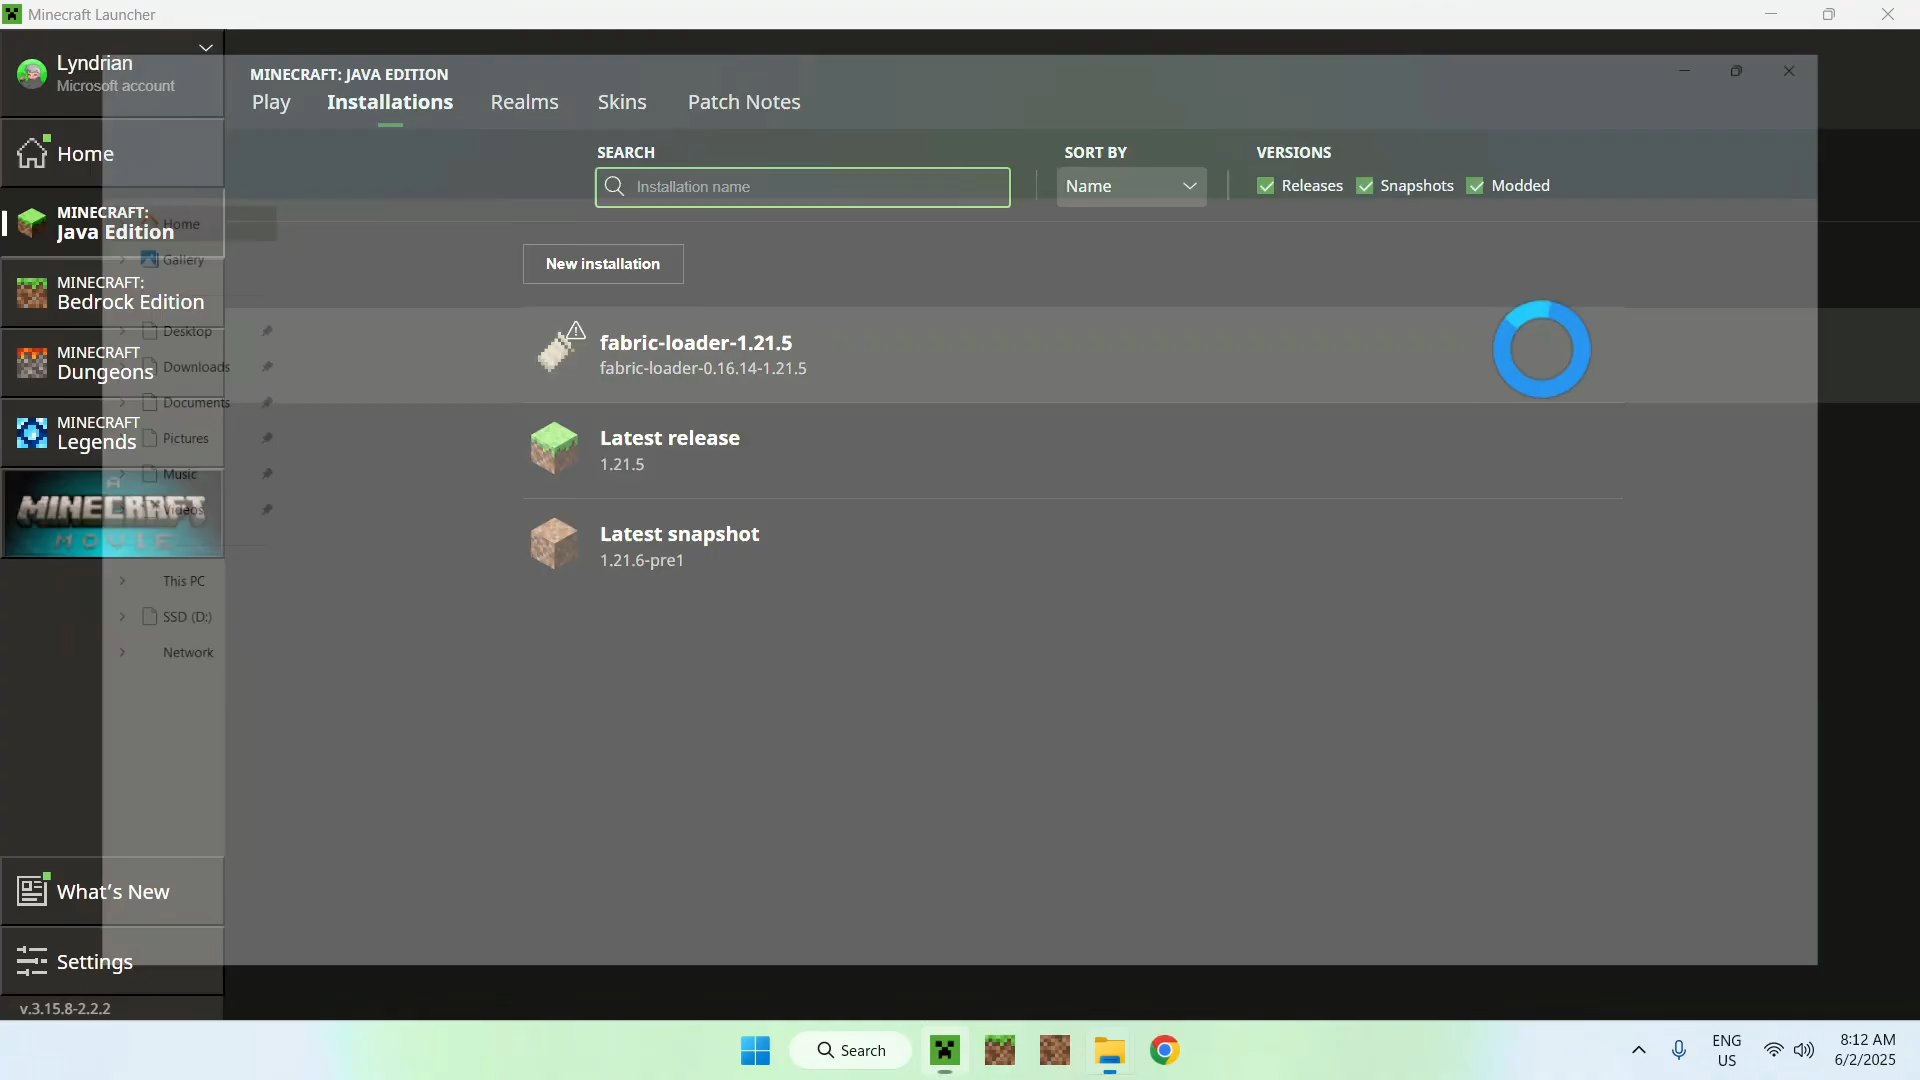 Minecraft Launcher
Lyndrian
Microsoft account
MINECRAFT: JAVA EDITION
Play Installations Realms Skins Patch Notes
Home
MINECRAFT:
Java Edition
MINECRAFT:
Bedrock Edition
MINECRAFT
Dungeons
MINECRAFT
Legends
A
MINECRAFT
MOVIE
What's New
Settings
v.3.15.8-2.2.2
Home
Gallery
Desktop
Downloads
Documents
Pictures
Music
Videos
This PC
SSD (D:)
Network
SEARCH
Installation name
SORT BY
Name
VERSIONS
Releases Snapshots Modded
New installation
fabric-loader-1.21.5
fabric-loader-0.16.14-1.21.5
Latest release
1.21.5
Latest snapshot
1.21.6-pre1
Search
ENG
US
8:12 AM
6/2/2025